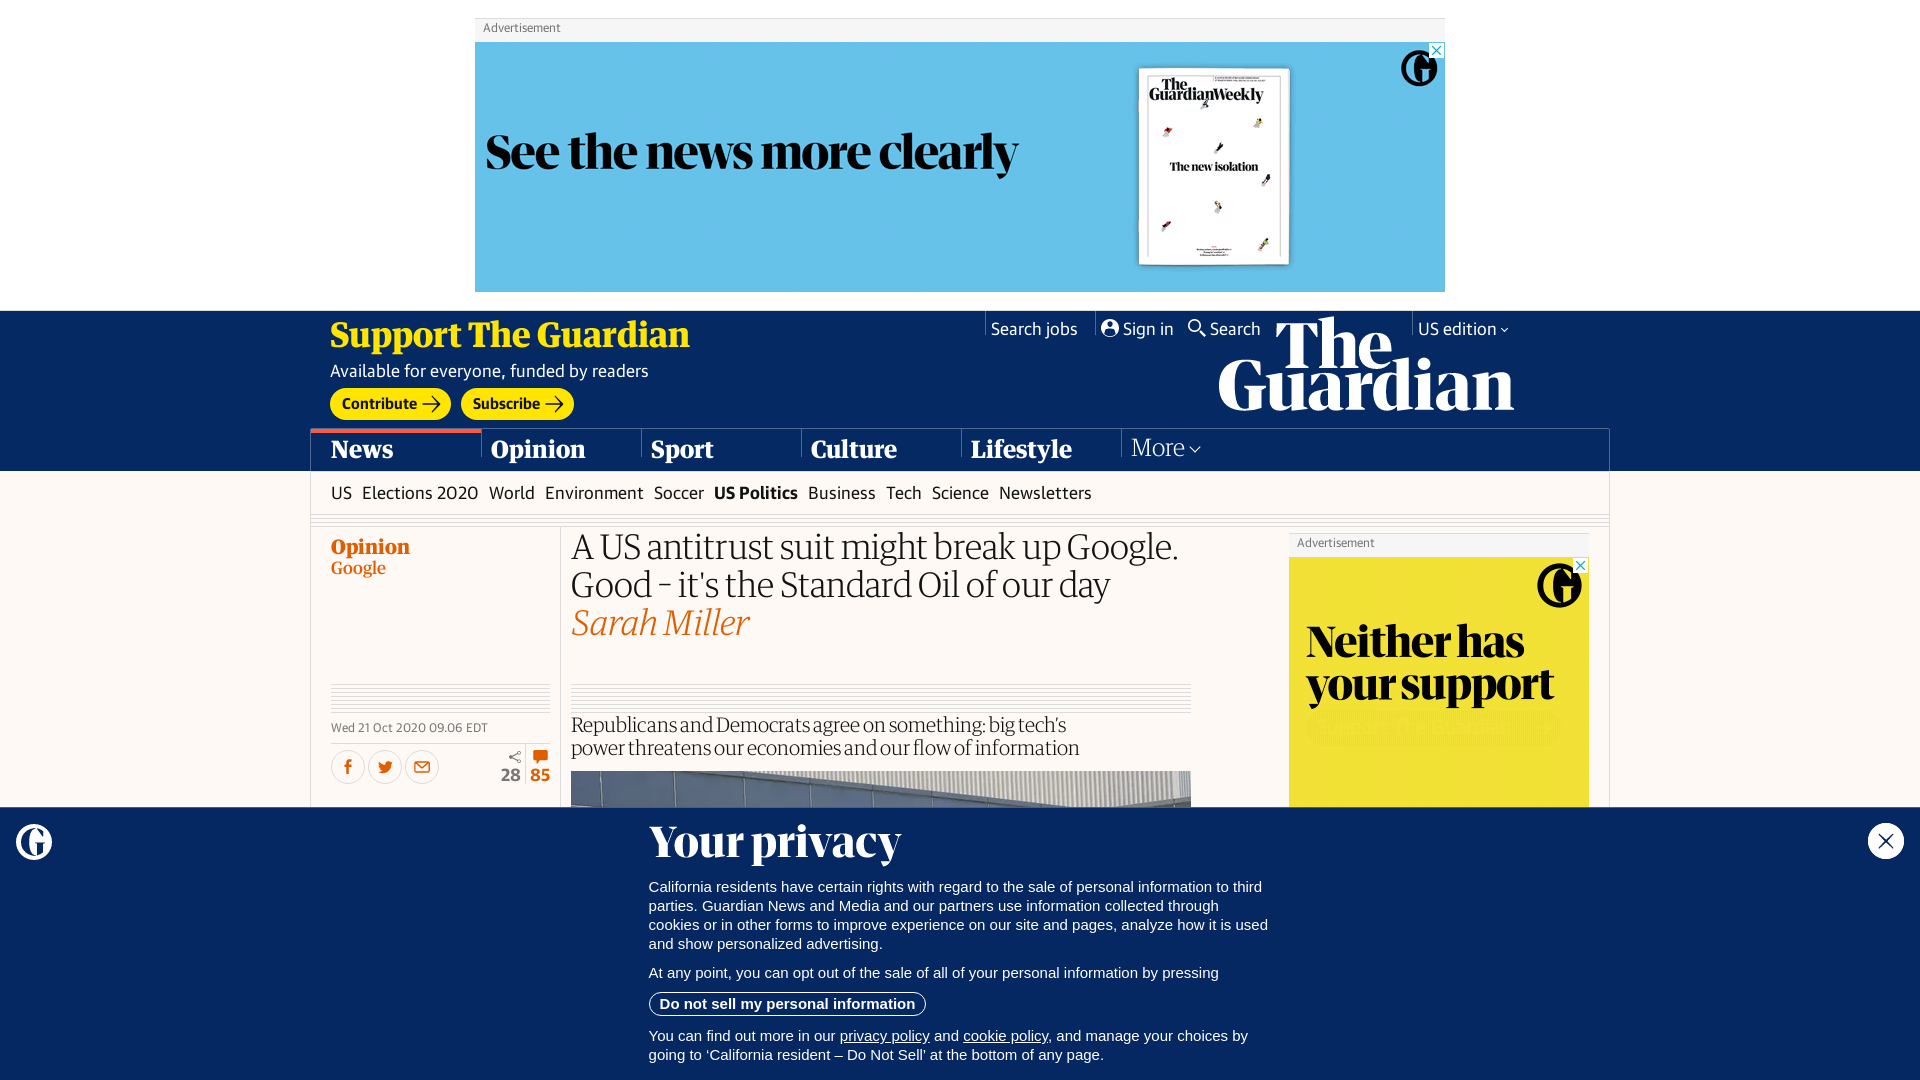 Advertisement
See the news more clearly
The
GuardianWeekly
The new isolation
Support The Guardian
Available for everyone, funded by readers
Contribute
Subscribe
Search jobs
Sign in
Search
US edition
The
Guardian
News
Opinion
Sport
Culture
Lifestyle
More
US Elections 2020 World Environment Soccer US Politics Business Tech Science Newsletters
Opinion
Google
A US antitrust suit might break up Google.
Good – it's the Standard Oil of our day
Sarah Miller
Republicans and Democrats agree on something: big tech’s
power threatens our economies and our flow of information
Wed 21 Oct 2020 09.06 EDT
28
85
Advertisement
Neither has
your support
Your privacy
California residents have certain rights with regard to the sale of personal information to third
parties. Guardian News and Media and our partners use information collected through
cookies or in other forms to improve experience on our site and pages, analyze how it is used
and show personalized advertising.
At any point, you can opt out of the sale of all of your personal information by pressing
Do not sell my personal information
You can find out more in our privacy policy and cookie policy, and manage your choices by
going to ‘California resident – Do Not Sell’ at the bottom of any page.